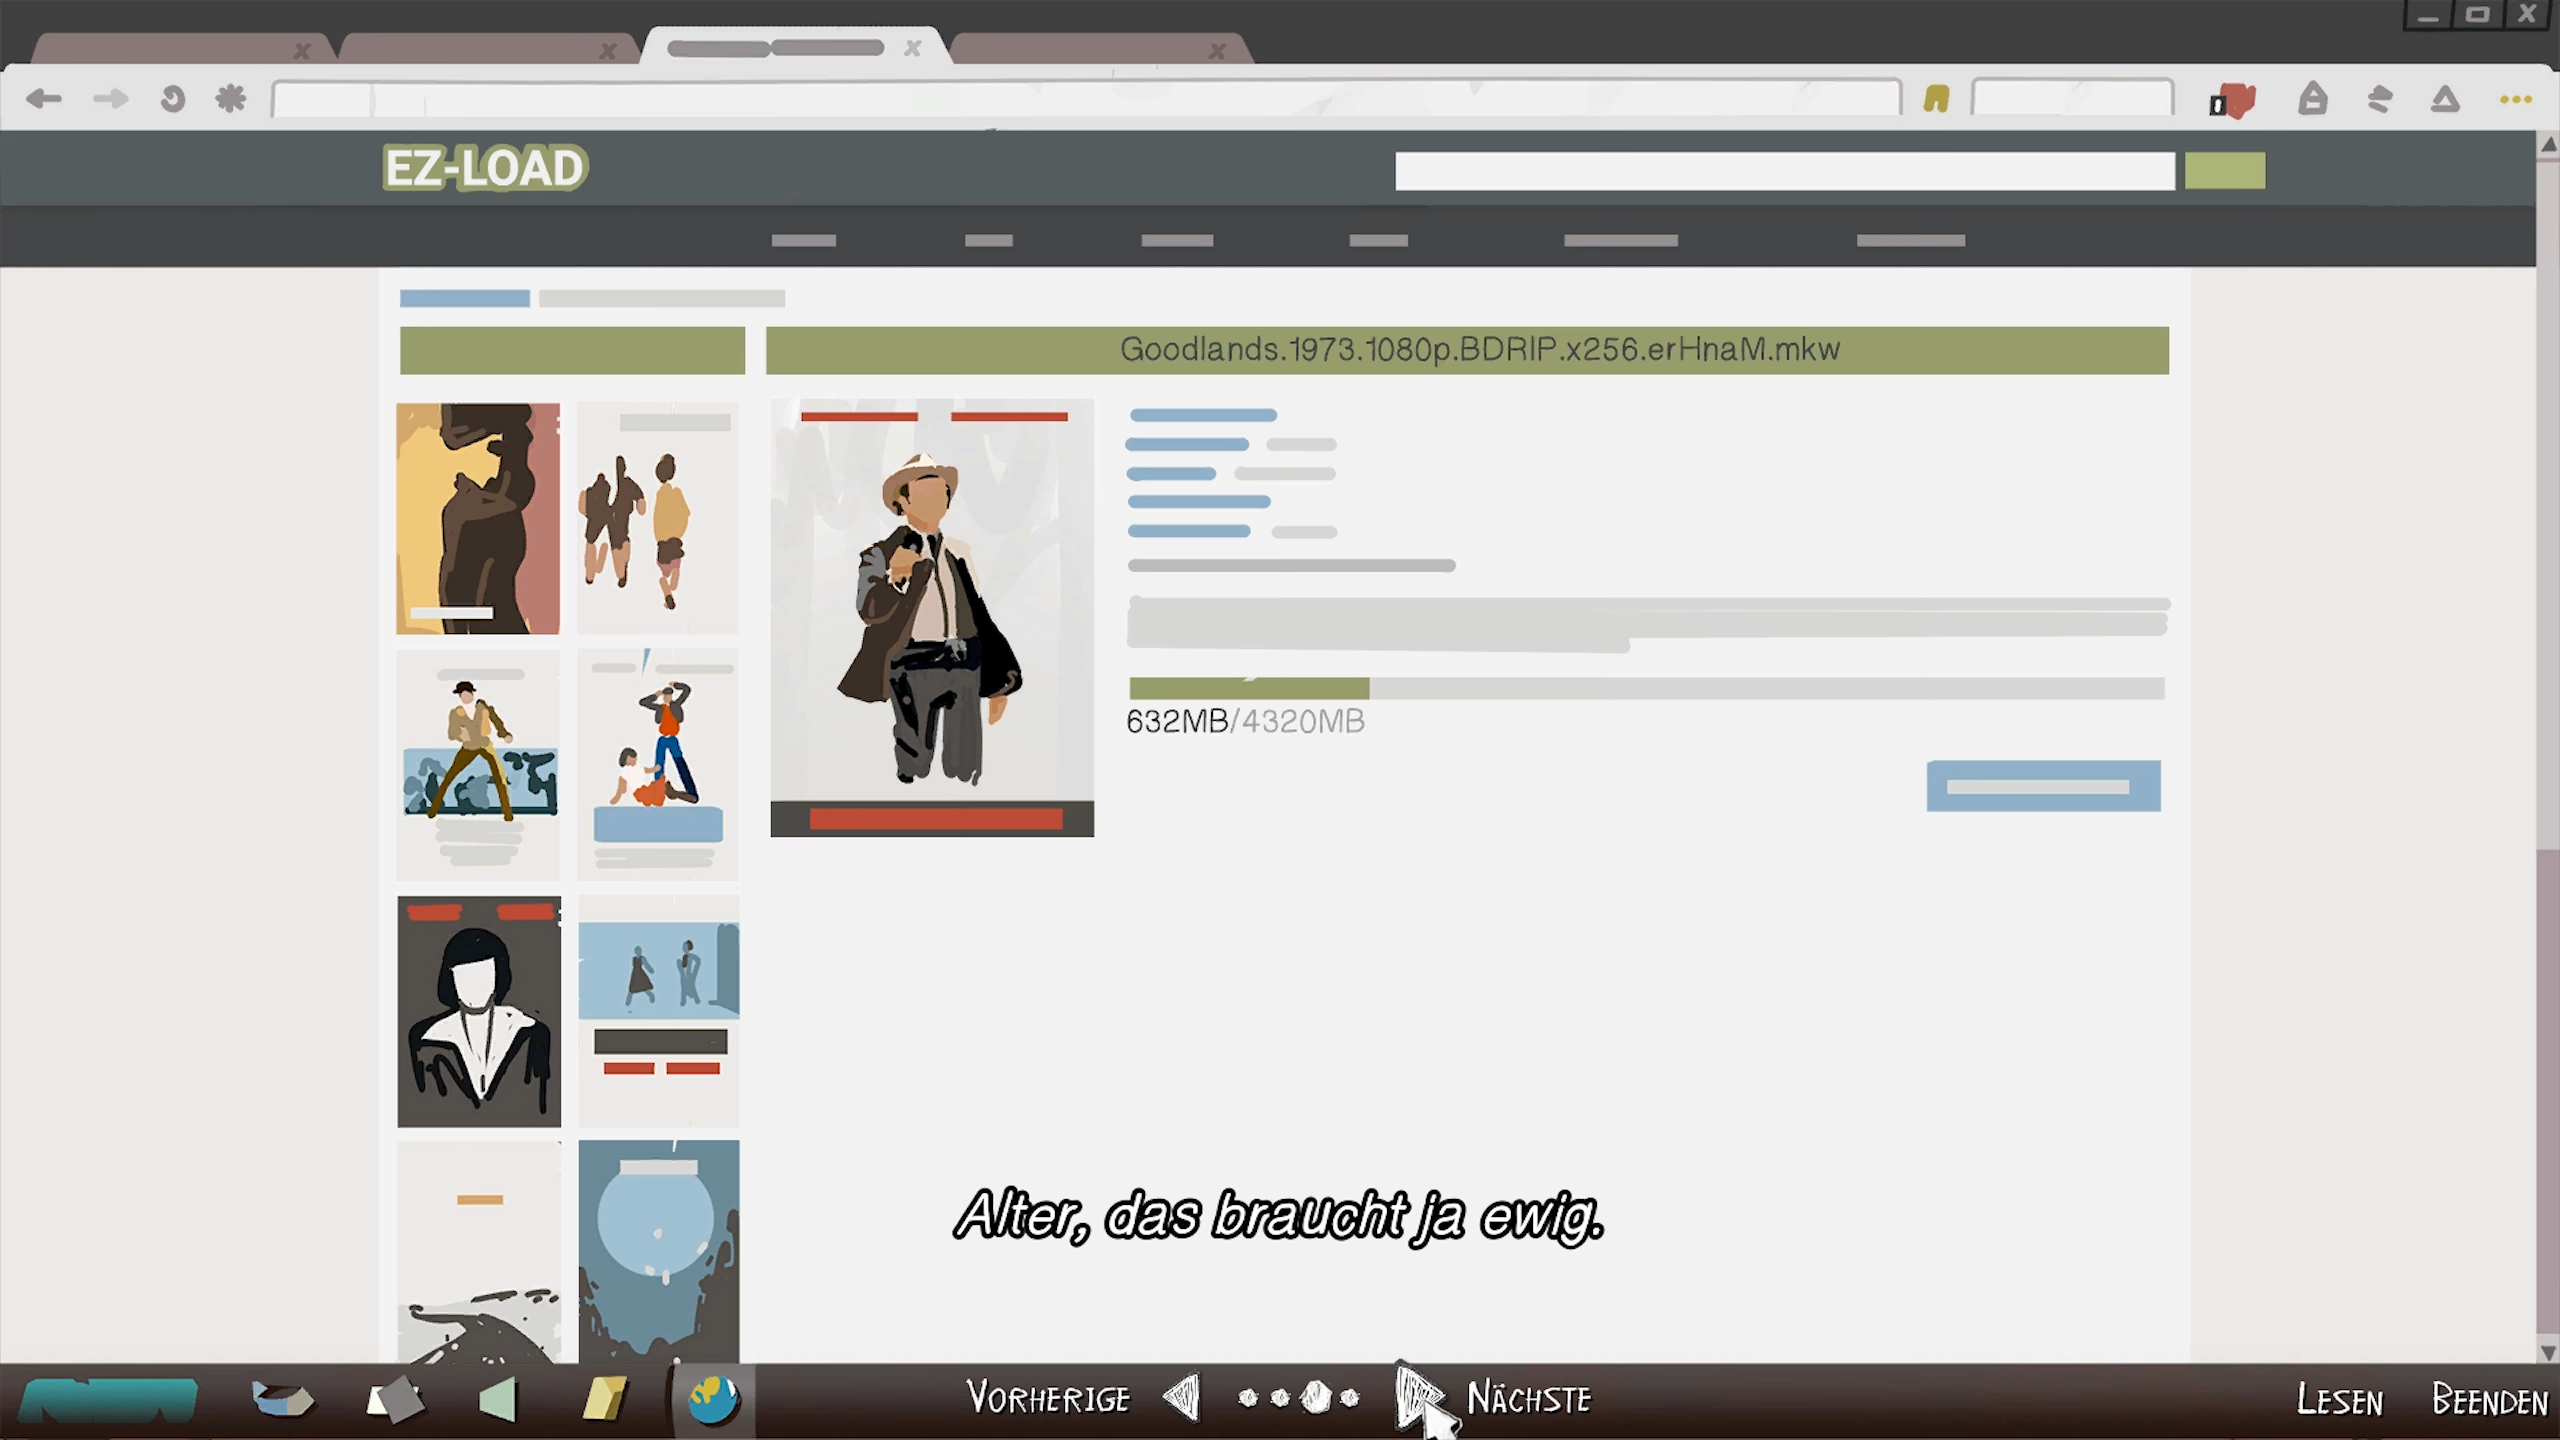 EZ-LOAD
Goodlands.1973.1080p.BDRIP.x256.erHnaM.mkw
632MB/4320MB
Alter, das braucht ja ewig.
VORHERIGE
NÄCHSTE
LESEN
BEENDEN